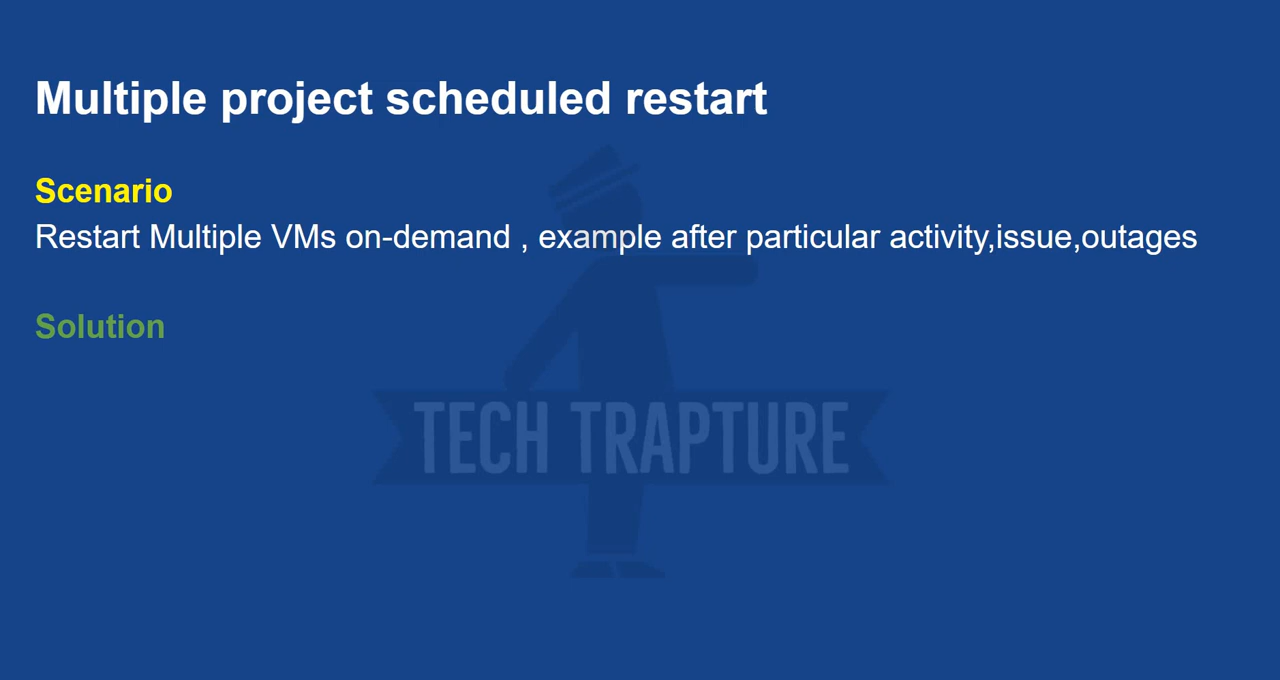 Multiple project scheduled restart
Scenario
Restart Multiple VMs on-demand , example after particular activity,issue,outages
Solution
TECH TRAPTURE